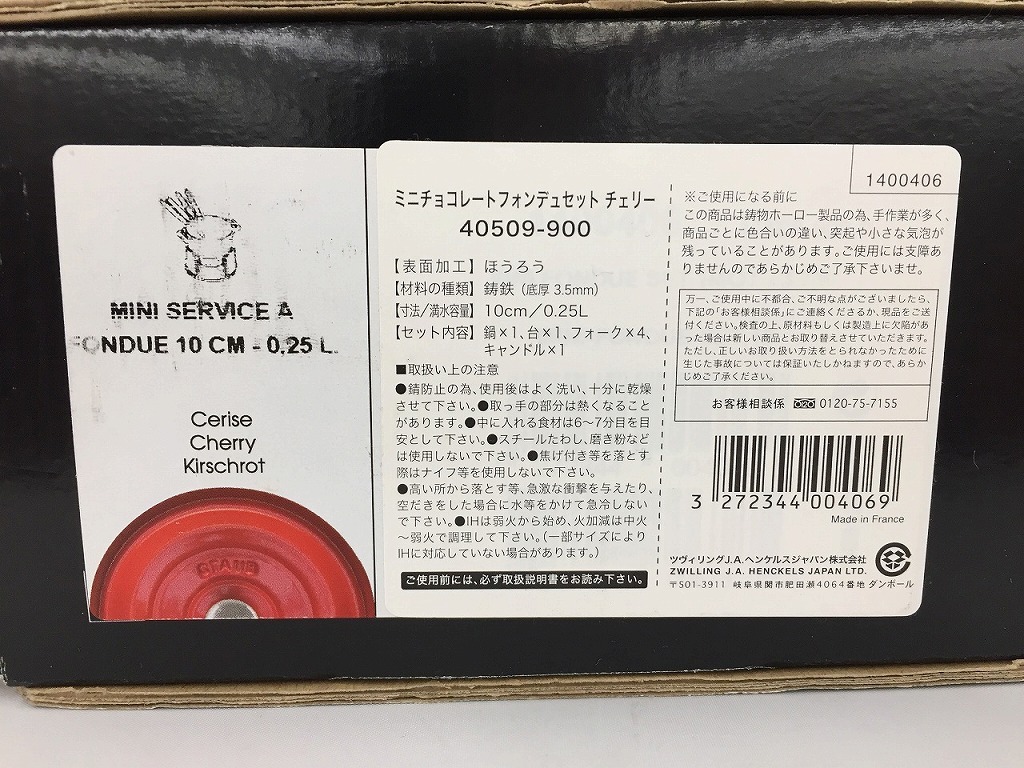 MINI SERVICE A
FONDUE 10 CM - 0,25 L.
Cerise
Cherry
Kirschrot
STAUB
ミニチョコレートフォンデュセット チェリー
40509-900
【表面加工】ほうろう
【材料の種類】鋳鉄（底厚 3.5mm）
【寸法/満水容量】 10cm／0.25L
【セット内容】鍋×1、台×1、フォーク×4、
キャンドル×1
■取扱い上の注意
●錆防止の為、使用後はよく洗い、十分に乾燥
させて下さい。●取っ手の部分は熱くなること
があります。●中に入れる食材は6〜7分目を目
安として下さい。●スチールたわし、磨き粉など
は使用しないで下さい。●焦げ付き等を落とす
際はナイフ等を使用しないで下さい。
●高い所から落とす等、急激な衝撃を与えたり、
空だきをした場合に水等をかけて急冷しない
で下さい。●IHは弱火から始め、火加減は中火
〜弱火で調理して下さい。（一部サイズにより
IHに対応していない場合があります。）
ご使用前には、必ず取扱説明書をお読み下さい。
1400406
※ご使用になる前に
この商品は鋳物ホーロー製品の為、手作業が多く、
商品ごとに色合いの違い、突起や小さな気泡が
残っていることがあります。ご使用には支障あ
りませんのであらかじめご了承下さいませ。
万一、ご使用中に不都合、ご不明な点がございましたら、
下記の「お客様相談係」にご連絡くださるか、現品をご送
付ください。検査の上、原材料もしくは製造上に欠陥があ
った場合は新しい商品とお取り替えさせていただきます。
ただし、正しいお取り扱い方法をとられなかったために
生じた事故については保証いたしかねますので、あらか
じめご了承ください。
お客様相談係 0120-75-7155
3 272344 004069
Made in France
ツヴィリングJ.A.ヘンケルスジャパン株式会社
ZWILLING J.A. HENCKELS JAPAN LTD.
〒501-3911 岐阜県関市肥田瀬4064番地 ダンボール